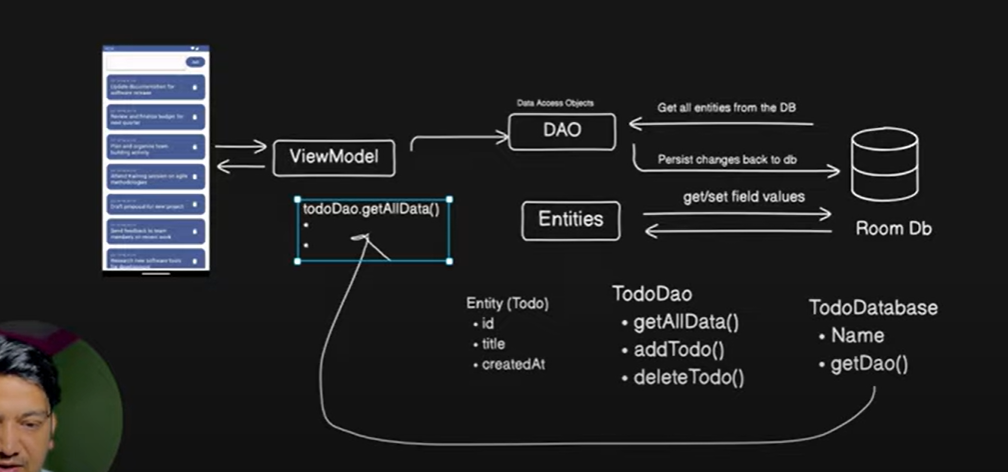 Update documentation for
software release
Review and finalize budget for
next quarter
Plan and organize team
building activity
Attend training session on agile
methodologies
Draft proposal for new project
Send feedback to team
members on recent work
Research new software tools
for development
ViewModel
todoDao.getAllData()
Data Access Objects
DAO
Get all entities from the DB
Persist changes back to db
Entities
get/set field values
Room Db
Entity (Todo)
• id
• title
• createdAt
TodoDao
• getAllData()
• addTodo()
• deleteTodo()
TodoDatabase
• Name
• getDao()